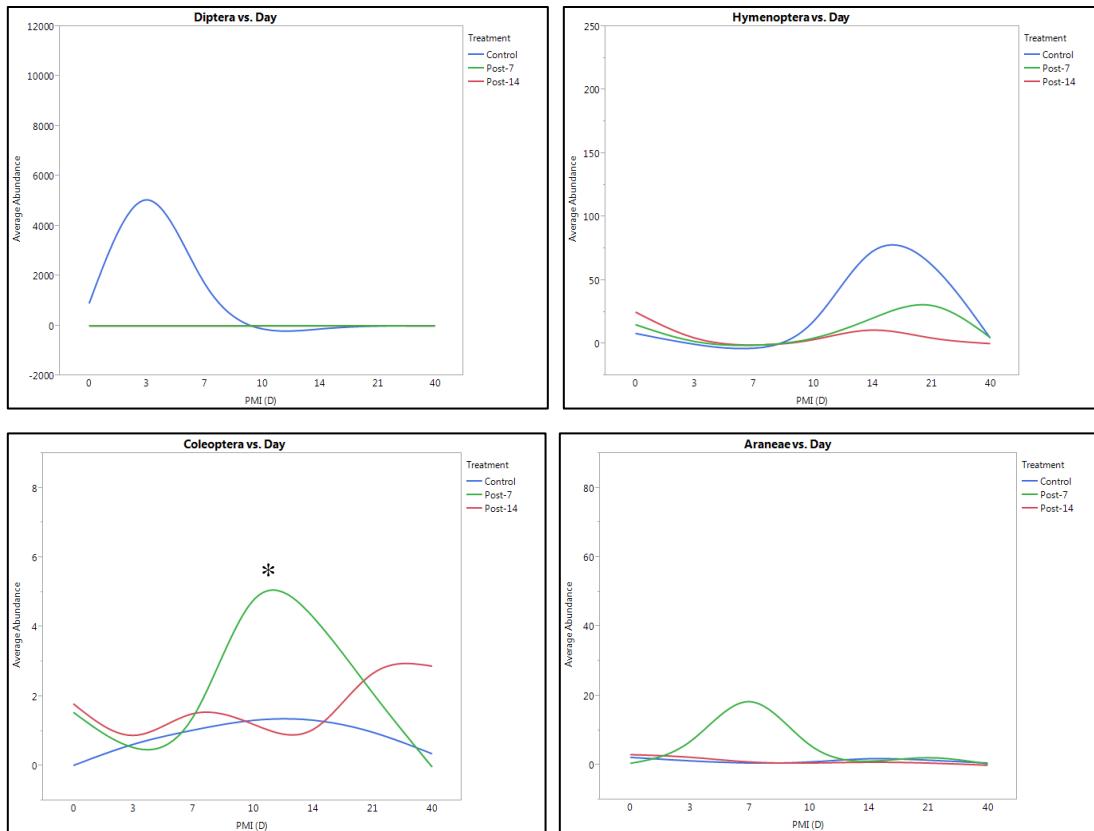 Diptera vs. Day
12000
10000
8000
6000
4000
2000
0
-2000
Average Abundance
0 3 7 10 14 21 40
PMI (D)
Treatment
Control
Post-7
Post-14
Hymenoptera vs. Day
250
200
150
100
50
0
Average Abundance
0 3 7 10 14 21 40
PMI (D)
Treatment
Control
Post-7
Post-14
Coleoptera vs. Day
8
6
4
2
0
Average Abundance
*
0 3 7 10 14 21 40
PMI (D)
Treatment
Control
Post-7
Post-14
Araneae vs. Day
80
60
40
20
0
Average Abundance
0 3 7 10 14 21 40
PMI (D)
Treatment
Control
Post-7
Post-14